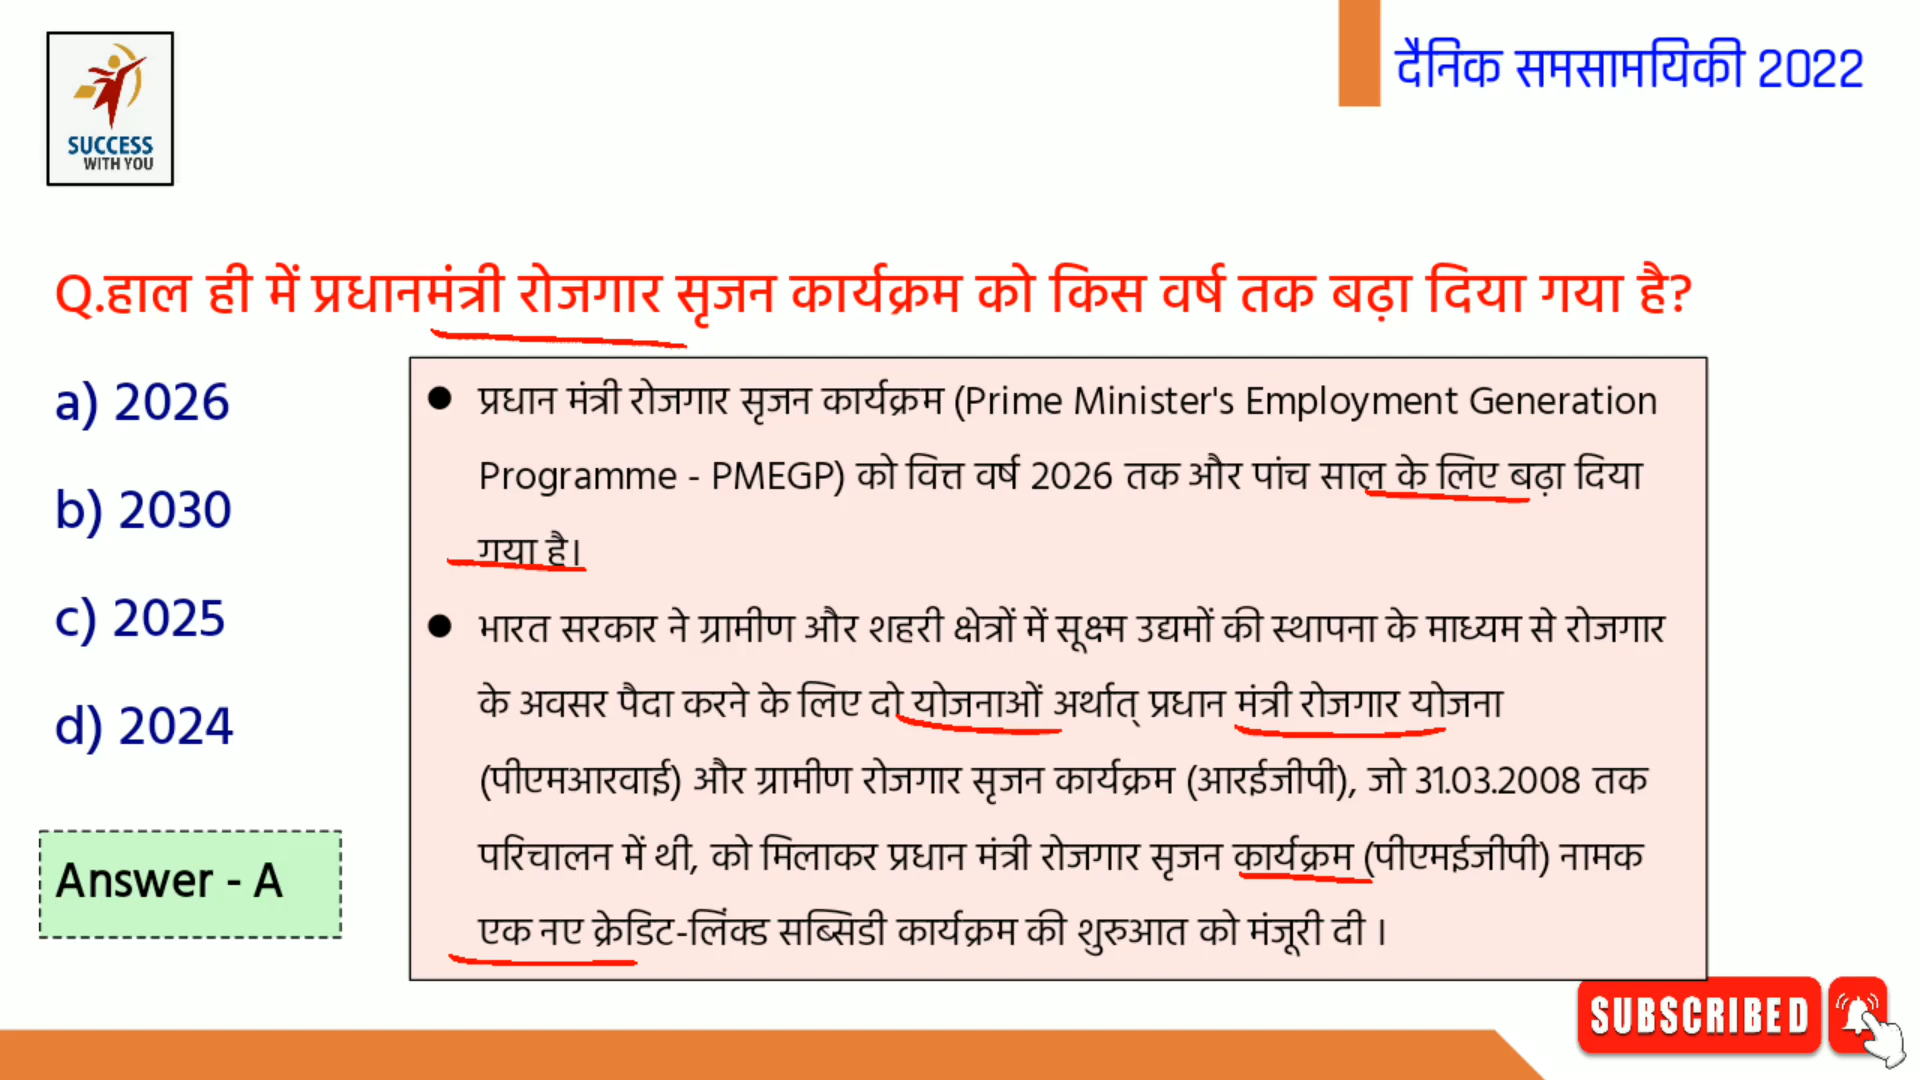 SUCCESS
WITH YOU
दैनिक समसामयिकी 2022
Q.हाल ही में प्रधानमंत्री रोजगार सृजन कार्यक्रम को किस वर्ष तक बढ़ा दिया गया है?
a) 2026
b) 2030
c) 2025
d) 2024
Answer - A
● प्रधान मंत्री रोजगार सृजन कार्यक्रम (Prime Minister's Employment Generation
Programme - PMEGP) को वित्त वर्ष 2026 तक और पांच साल के लिए बढ़ा दिया
गया है।
● भारत सरकार ने ग्रामीण और शहरी क्षेत्रों में सूक्ष्म उद्यमों की स्थापना के माध्यम से रोजगार
के अवसर पैदा करने के लिए दो योजनाओं अर्थात् प्रधान मंत्री रोजगार योजना
(पीएमआरवाई) और ग्रामीण रोजगार सृजन कार्यक्रम (आरईजीपी), जो 31.03.2008 तक
परिचालन में थी, को मिलाकर प्रधान मंत्री रोजगार सृजन कार्यक्रम (पीएमईजीपी) नामक
एक नए क्रेडिट-लिंक्ड सब्सिडी कार्यक्रम की शुरुआत को मंजूरी दी ।
SUBSCRIBED